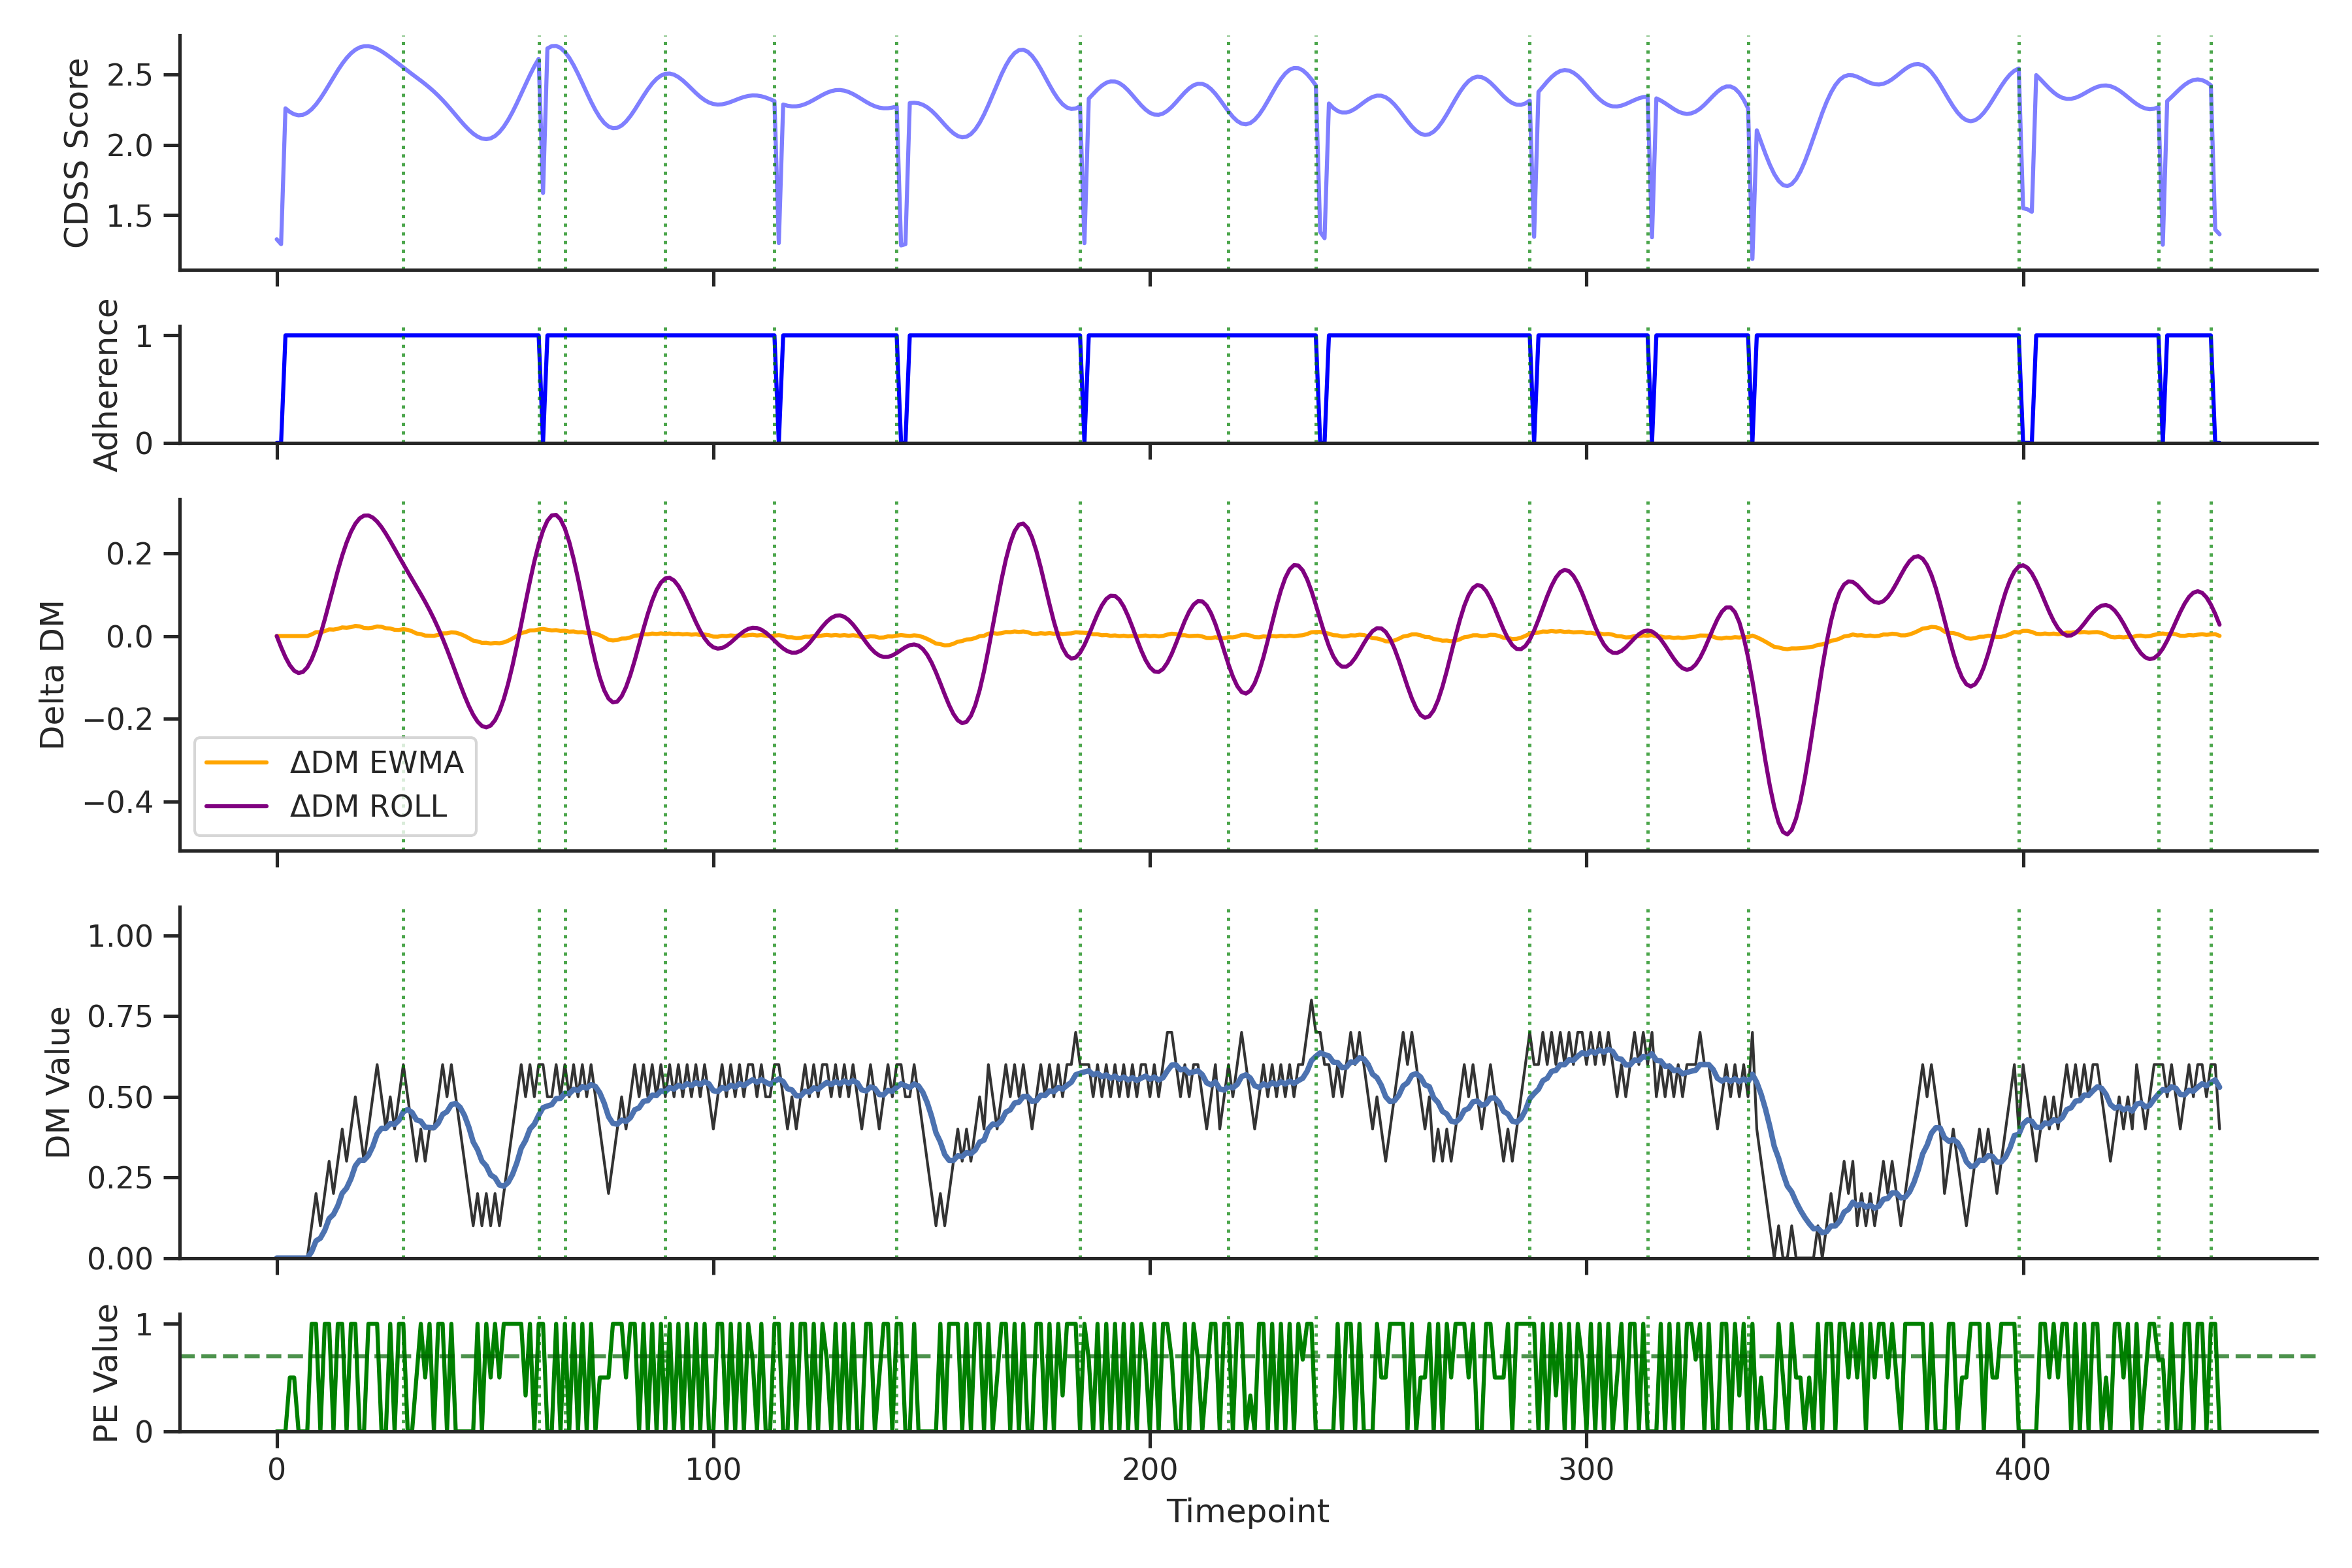 CDSS Score
2.5
2.0
1.5
Adherence
1
0
Delta DM
0.2
0.0
−0.2
−0.4
ΔDM EWMA
ΔDM ROLL
DM Value
1.00
0.75
0.50
0.25
0.00
PE Value
1
0
0 100 200 300 400
Timepoint